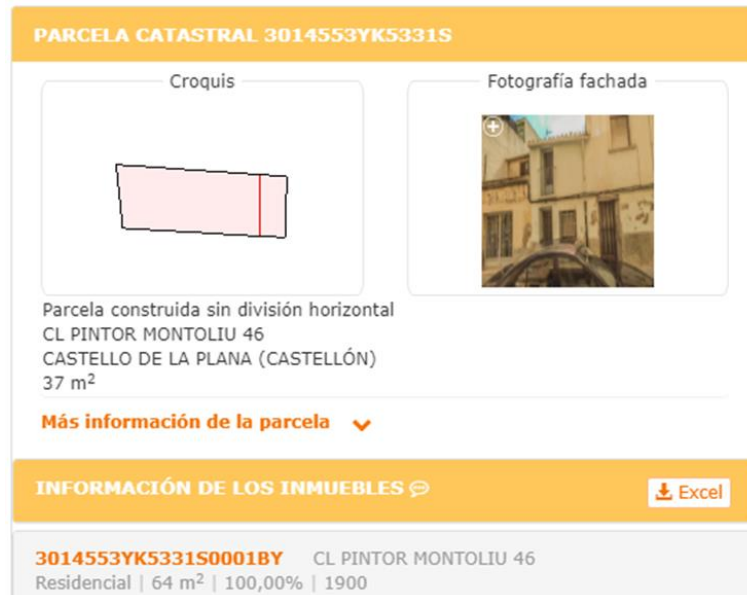 PARCELA CATASTRAL 3014553YK5331S
Croquis
Fotografía fachada
Parcela construida sin división horizontal
CL PINTOR MONTOLIU 46
CASTELLO DE LA PLANA (CASTELLÓN)
37 m²
Más información de la parcela
INFORMACIÓN DE LOS INMUEBLES
Excel
3014553YK5331S0001BY CL PINTOR MONTOLIU 46
Residencial | 64 m² | 100,00% | 1900